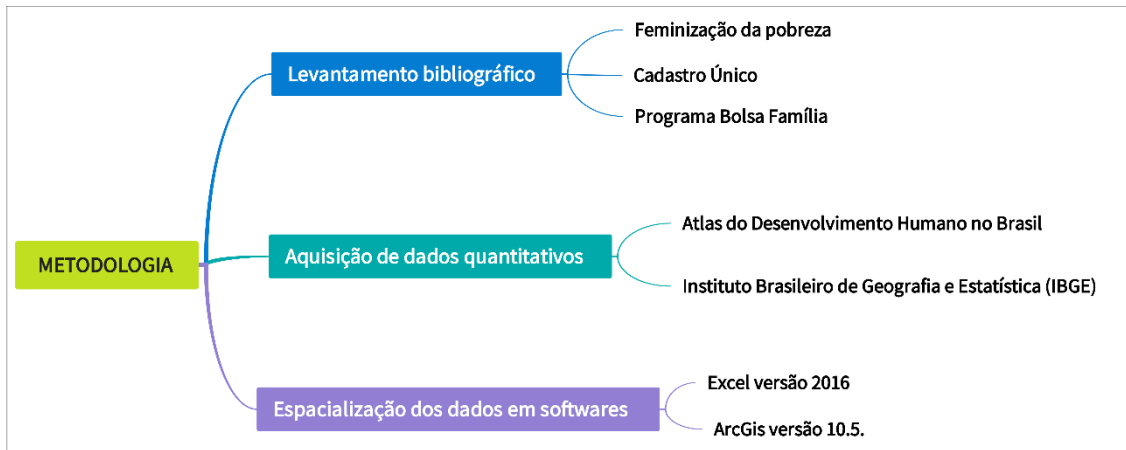 METODOLOGIA
Levantamento bibliográfico
Feminização da pobreza
Cadastro Único
Programa Bolsa Família
Aquisição de dados quantitativos
Atlas do Desenvolvimento Humano no Brasil
Instituto Brasileiro de Geografia e Estatística (IBGE)
Espacialização dos dados em softwares
Excel versão 2016
ArcGis versão 10.5.